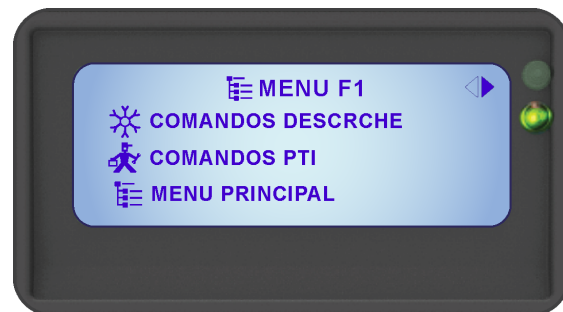 MENU F1
COMANDOS DESCRCHE
COMANDOS PTI
MENU PRINCIPAL